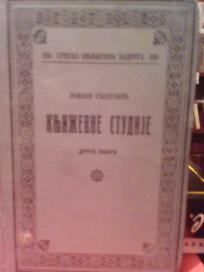 СРПСКА КЊИЖЕВНА ЗАДРУГА
ЈОВАН СКЕРЛИЋ
КЊИЖЕВНЕ СТУДИЈЕ
ДРУГА КЊИГА